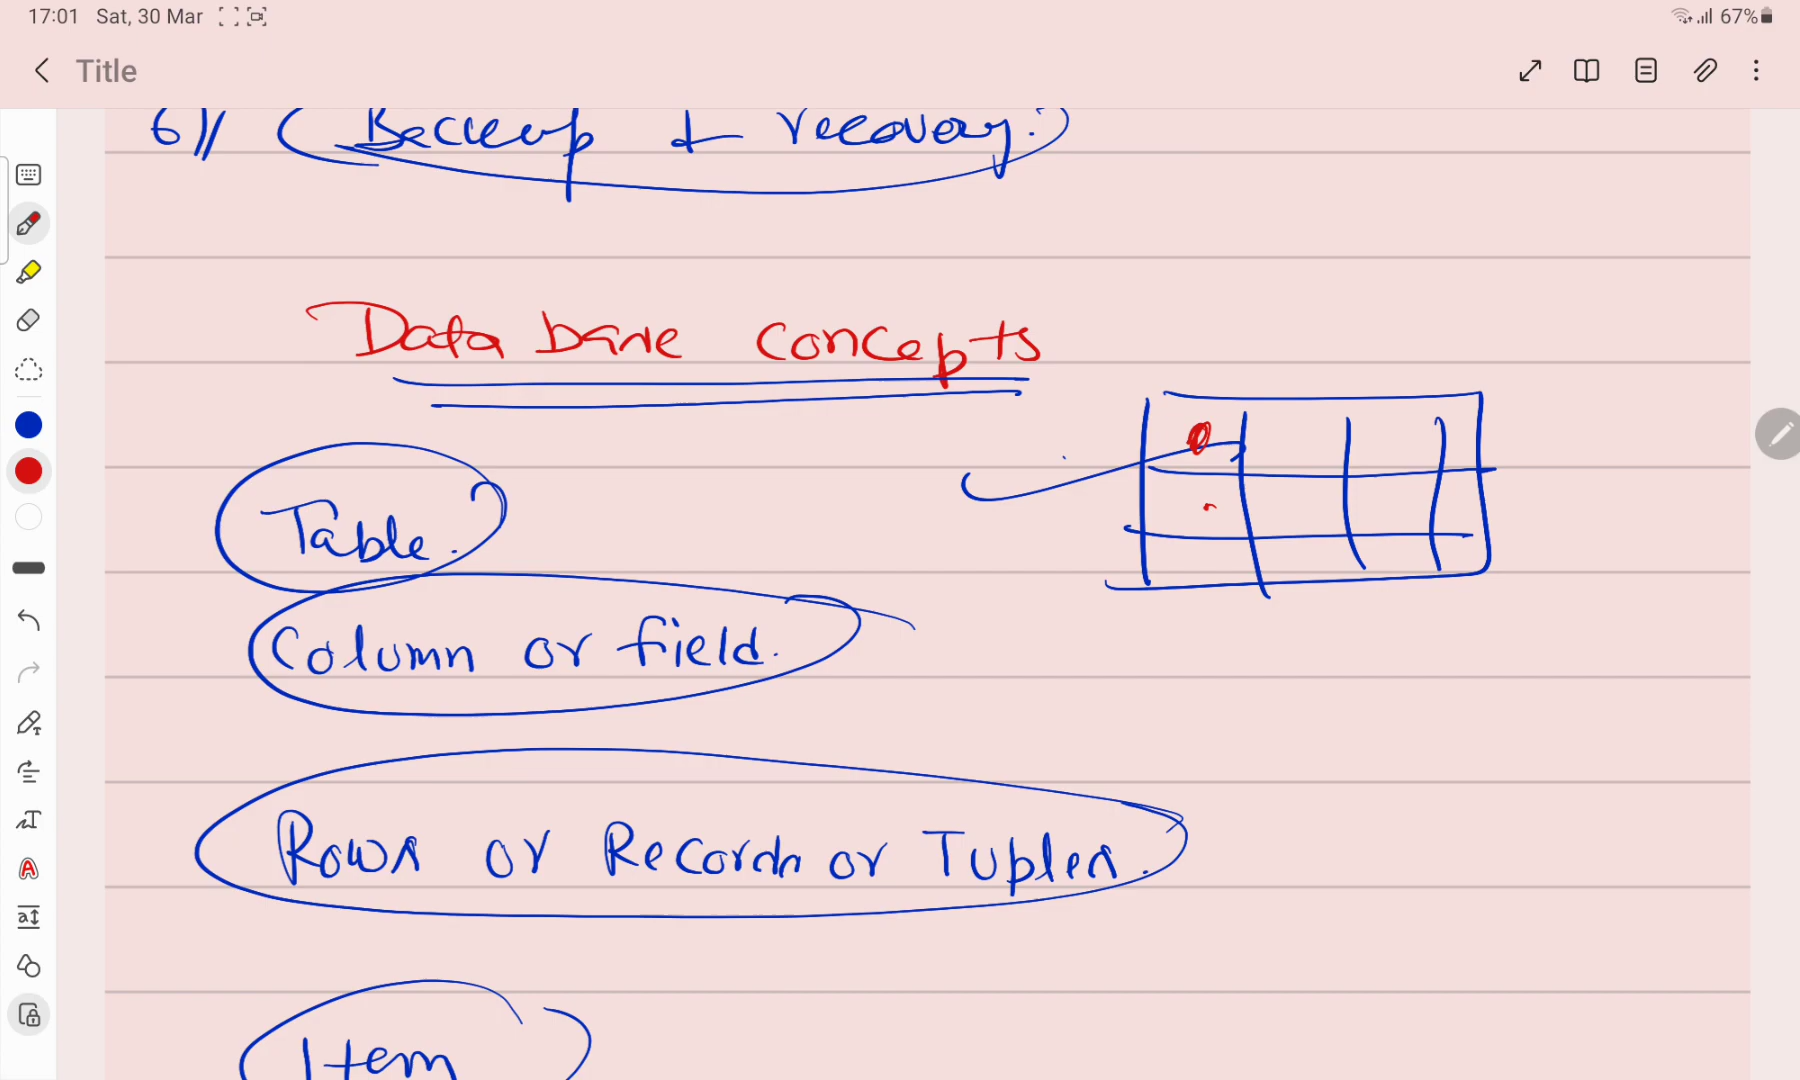 17:01 Sat, 30 Mar 67%
Title
6) Backup & recovery.
Data base concepts
Table.
Column or field.
Rows or Records or Tuples.
Item